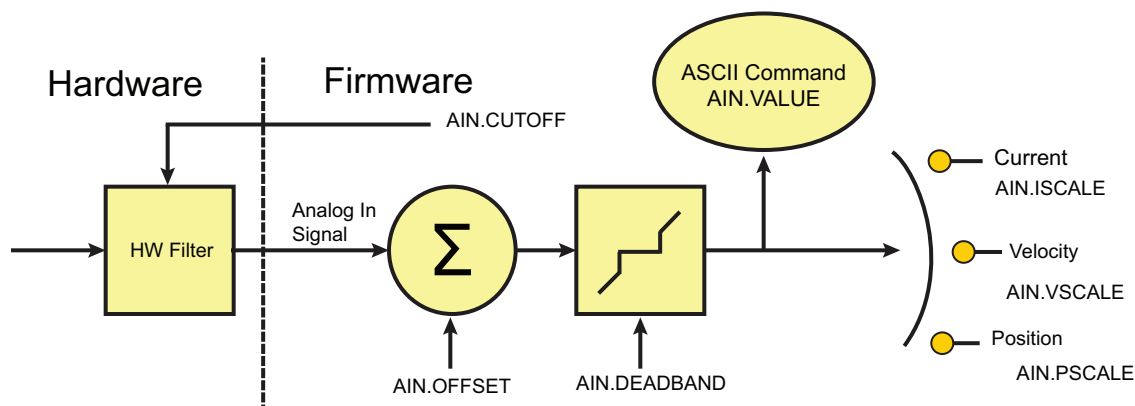 Hardware
Firmware
ASCII Command
AIN.VALUE
AIN.CUTOFF
HW Filter
Analog In
Signal
Σ
AIN.OFFSET
AIN.DEADBAND
Current
AIN.ISCALE
Velocity
AIN.VSCALE
Position
AIN.PSCALE